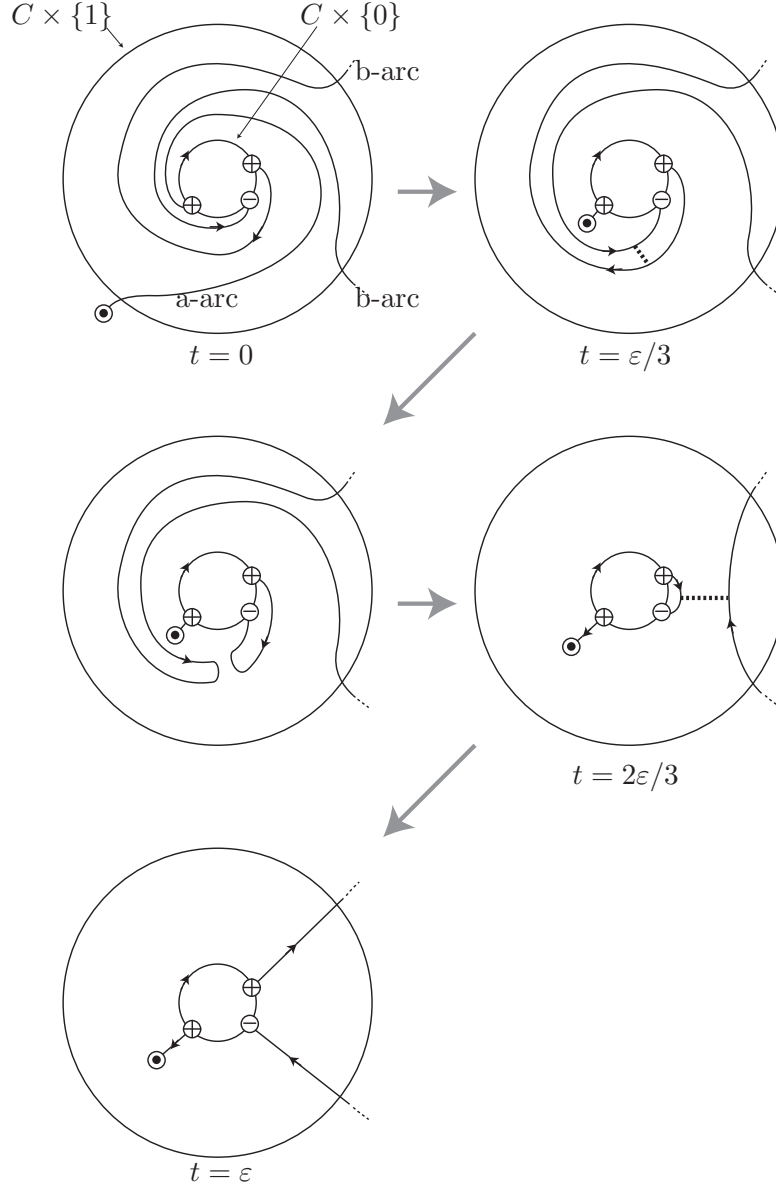 C × {1}
C × {0}
b-arc
a-arc
b-arc
t = 0
t = ε/3
t = 2ε/3
t = ε